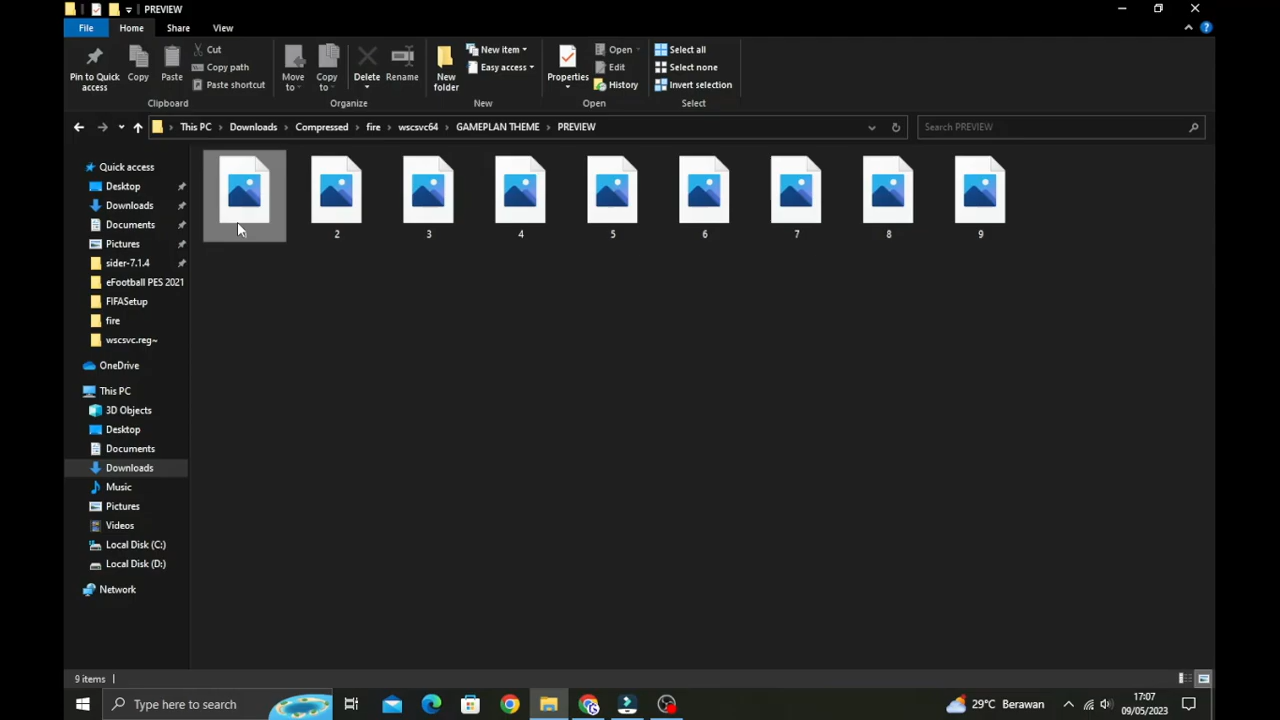 PREVIEW
File
Home
Share
View
Pin to Quick access
Copy
Paste
Cut
Copy path
Paste shortcut
Clipboard
Move to
Copy to
Delete
Rename
Organize
New folder
New item
Easy access
New
Properties
Open
Edit
History
Open
Select all
Select none
Invert selection
Select
This PC
Downloads
Compressed
fire
wscsvc64
GAMEPLAN THEME
PREVIEW
Search PREVIEW
Quick access
Desktop
Downloads
Documents
Pictures
sider-7.1.4
eFootball PES 2021
FIFASetup
fire
wscsvc.reg~
OneDrive
This PC
3D Objects
Desktop
Documents
Downloads
Music
Pictures
Videos
Local Disk (C:)
Local Disk (D:)
Network
2
3
4
5
6
7
8
9
9 items
Type here to search
29°C Berawan
17:07
09/05/2023